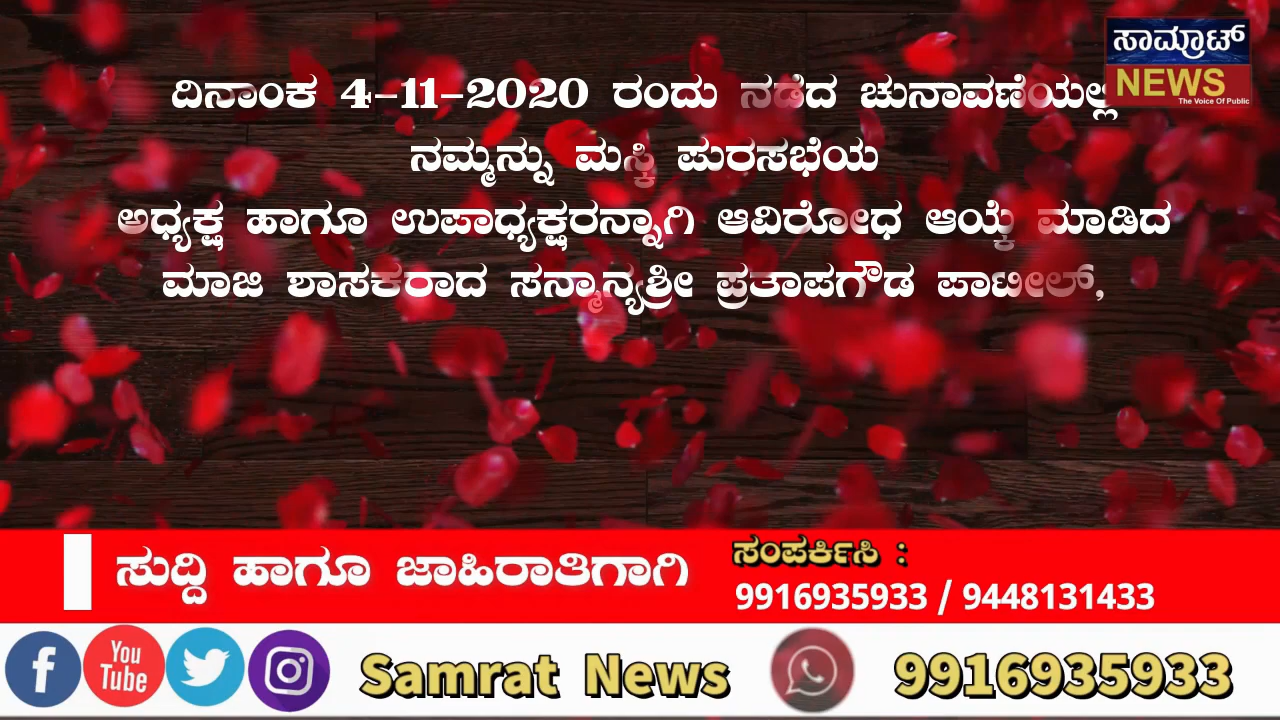 ಸಾಮ್ರಾಟ್
NEWS
The Voice Of Public
ದಿನಾಂಕ 4-11-2020 ರಂದು ನಡೆದ ಚುನಾವಣೆಯಲ್ಲಿ
ನಮ್ಮನ್ನು ಮಸ್ಕಿ ಪುರಸಭೆಯ
ಅಧ್ಯಕ್ಷ ಹಾಗೂ ಉಪಾಧ್ಯಕ್ಷರನ್ನಾಗಿ ಆವಿರೋಧ ಆಯ್ಕೆ ಮಾಡಿದ
ಮಾಜಿ ಶಾಸಕರಾದ ಸನ್ಮಾನ್ಯಶ್ರೀ ಪ್ರತಾಪಗೌಡ ಪಾಟೀಲ್,
ಸುದ್ದಿ ಹಾಗೂ ಜಾಹಿರಾತಿಗಾಗಿ
ಸಂಪರ್ಕಿಸಿ :
9916935933 / 9448131433
You Tube
Samrat News
9916935933